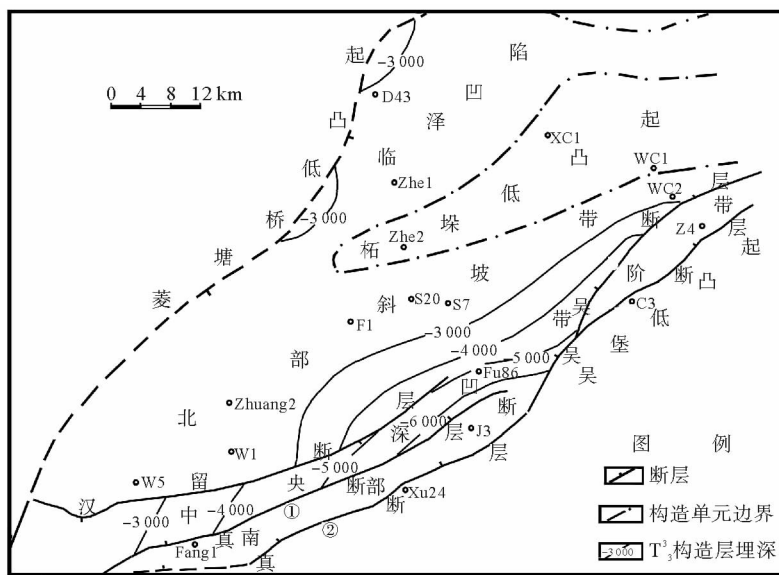 0 4 8 12 km
菱塘桥低凸起
临泽凹陷
柘垛低凸起
北部斜坡带
中央深凹带
汉留断层
吴堡低凸起
吴堡断层
断阶带
真①断层
南部断阶带
真②断层
D43
XC1
WC1
WC2
Zhe1
Zhe2
Z4
C3
S20
S7
F1
Fu86
Zhuang2
J3
W1
W5
Xu24
Fang1
-3 000
-3 000
-3 000
-4 000
-5 000
-6 000
-5 000
-4 000
-3 000
图 例
断层
构造单元边界
-3 000 T₃³构造层埋深